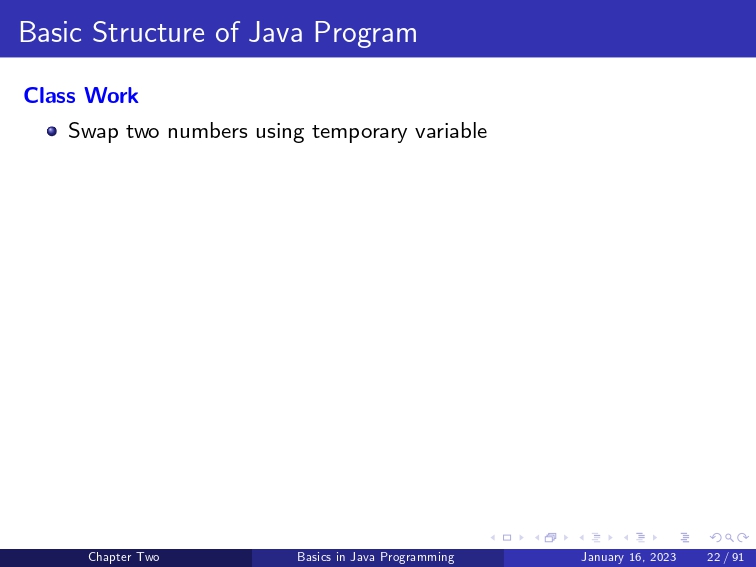 Basic Structure of Java Program
Class Work
Swap two numbers using temporary variable
Chapter Two
Basics in Java Programming
January 16, 2023
22 / 91